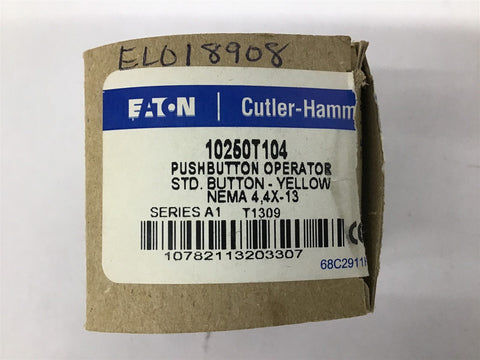 EL018908
EATON Cutler-Hamm
10250T104
PUSHBUTTON OPERATOR
STD. BUTTON - YELLOW
NEMA 4,4X-13
SERIES A1 T1309
10782113203307
68C2911